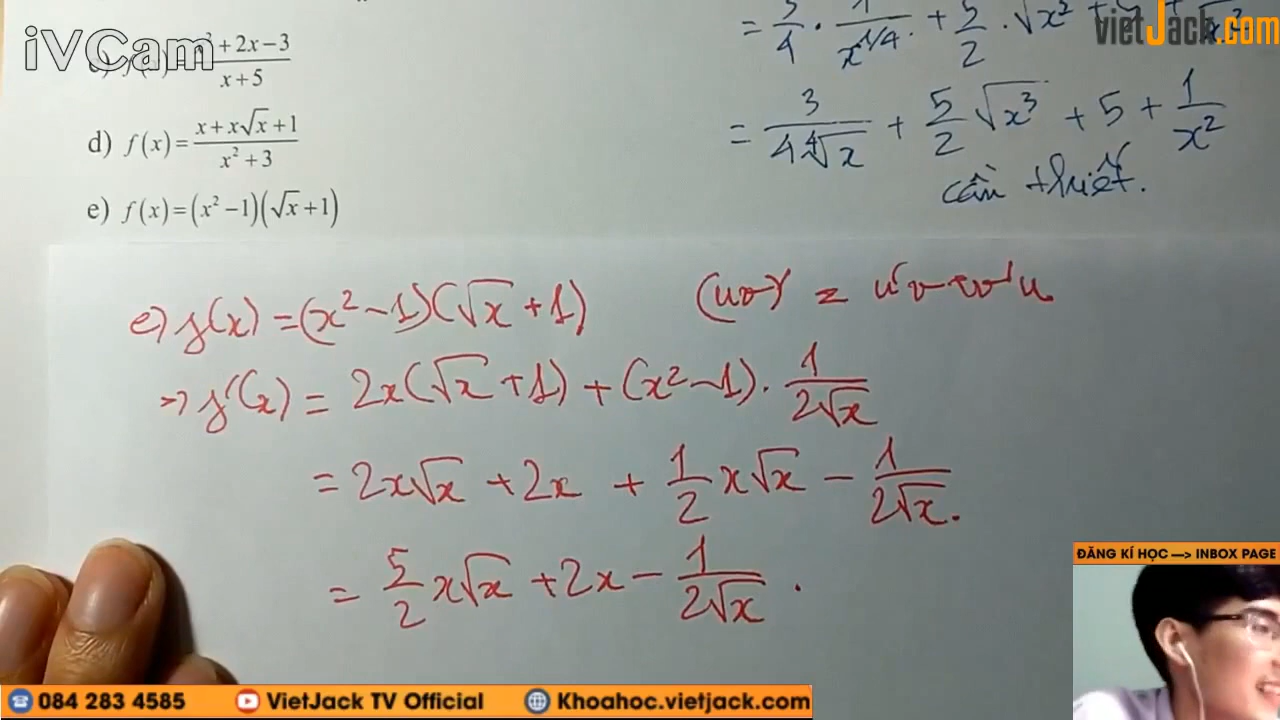 iVCam
vietJack.com
= 3/4 · 1/x^{1/4} + 5/2 · √x²
+2x−3 / x+5
= 3/(4∜x) + 5/2 √x³ + 5 + 1/x²
d) f(x) = (x+x√x+1)/(x²+3)
cần thiết.
e) f(x)=(x²−1)(√x+1)
e) f(x) = (x²−1)(√x+1) (uv)' = u'v+v'u
=> f'(x) = 2x(√x+1) + (x²−1)· 1/(2√x)
= 2x√x + 2x + 1/2 x√x − 1/(2√x).
= 5/2 x√x + 2x − 1/(2√x) .
ĐĂNG KÍ HỌC —> INBOX PAGE
084 283 4585 VietJack TV Official Khoahoc.vietjack.com